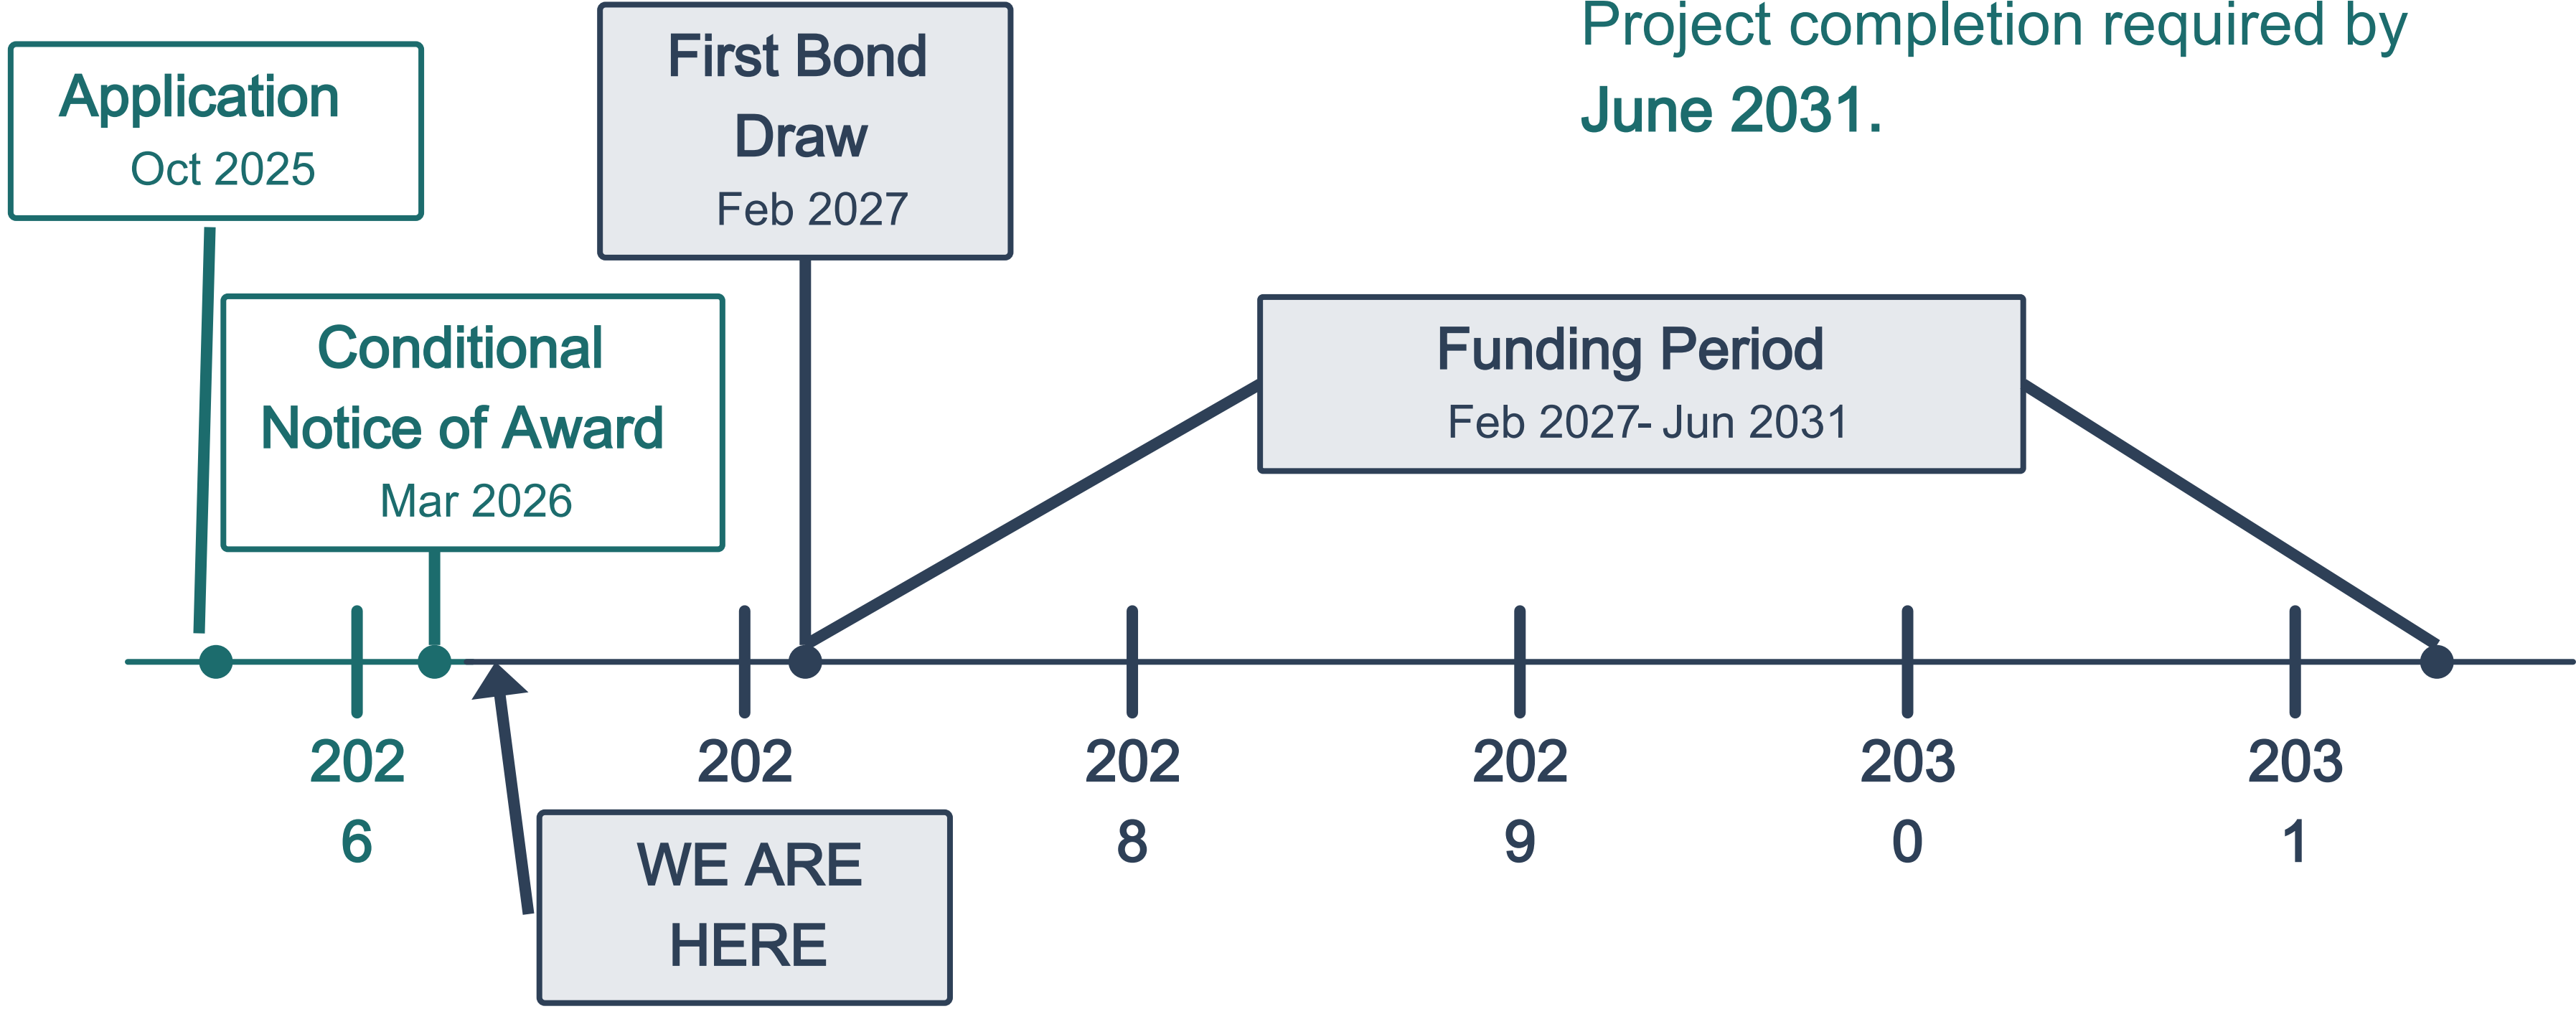 Project completion required by
June 2031.
Application
Oct 2025
First Bond
Draw
Feb 2027
Conditional
Notice of Award
Mar 2026
Funding Period
Feb 2027- Jun 2031
202
6
202
202
8
202
9
203
0
203
1
WE ARE
HERE